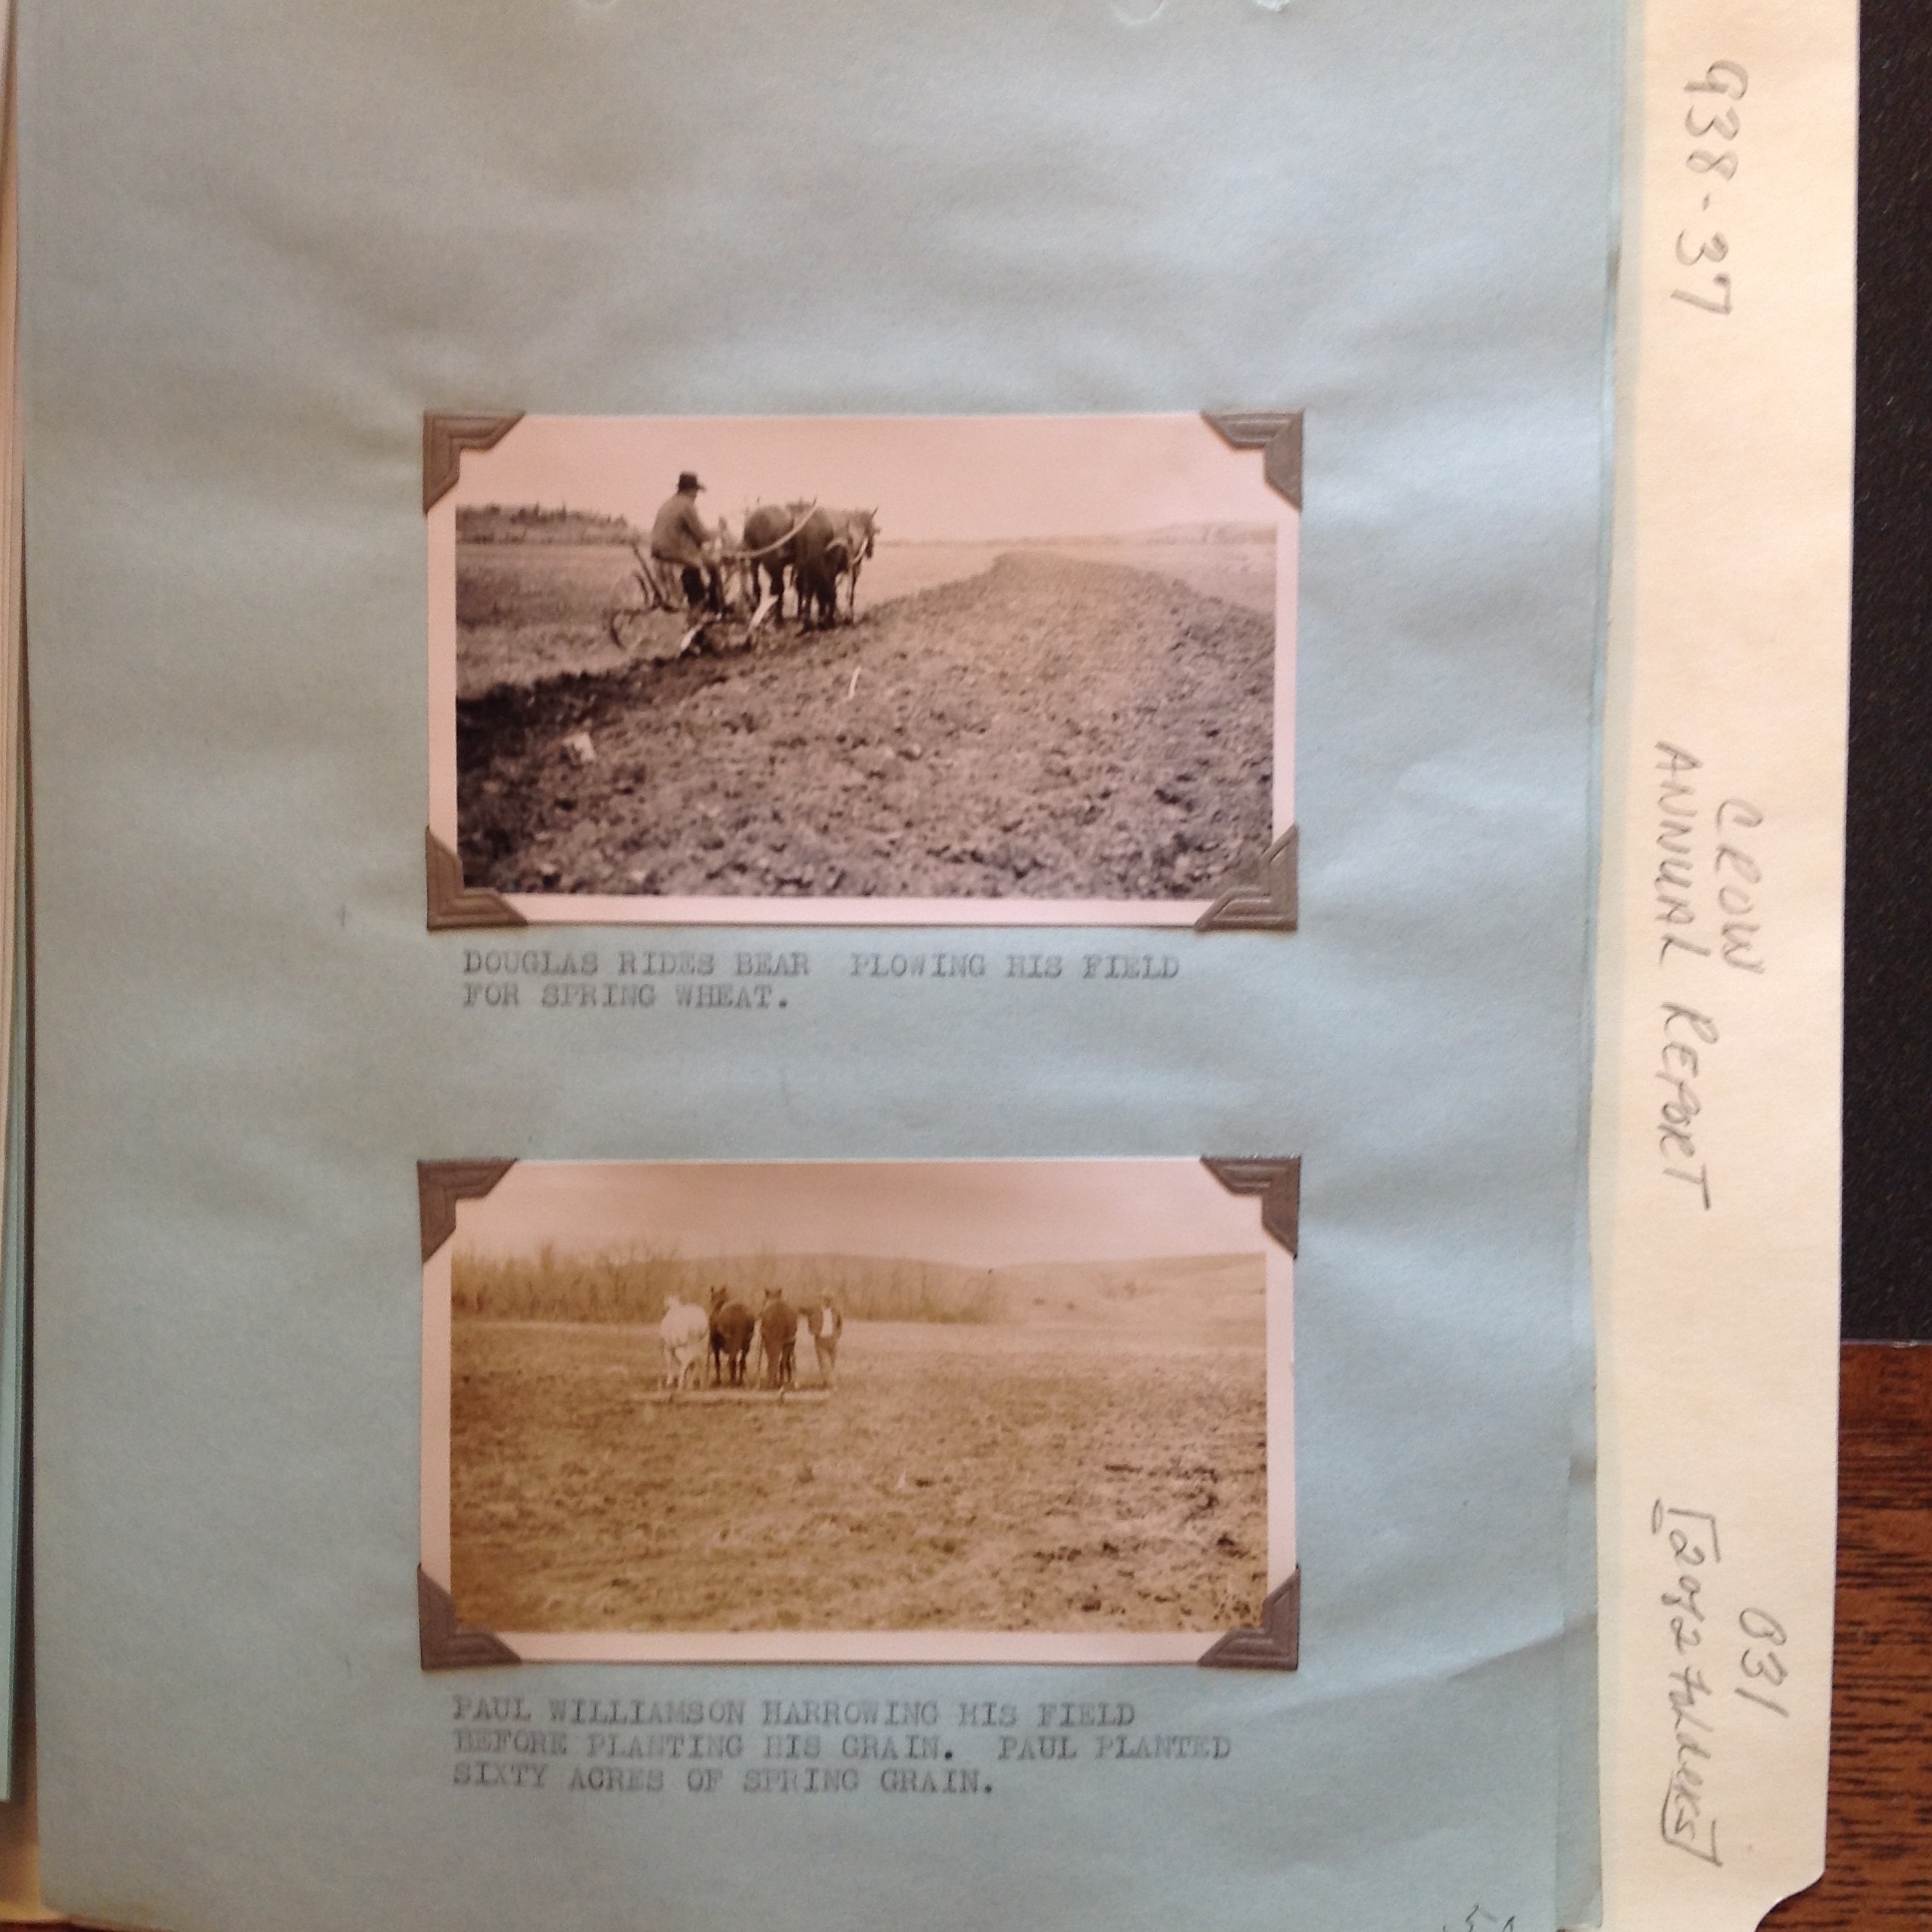 DOUGLAS RIDES BEAR PLOWING HIS FIELD
FOR SPRING WHEAT.
PAUL WILLIAMSON HARROWING HIS FIELD
BEFORE PLANTING HIS GRAIN. PAUL PLANTED
SIXTY ACRES OF SPRING GRAIN.
938-37
CROW
ANNUAL REPORT
031
[2 of 2 folders]